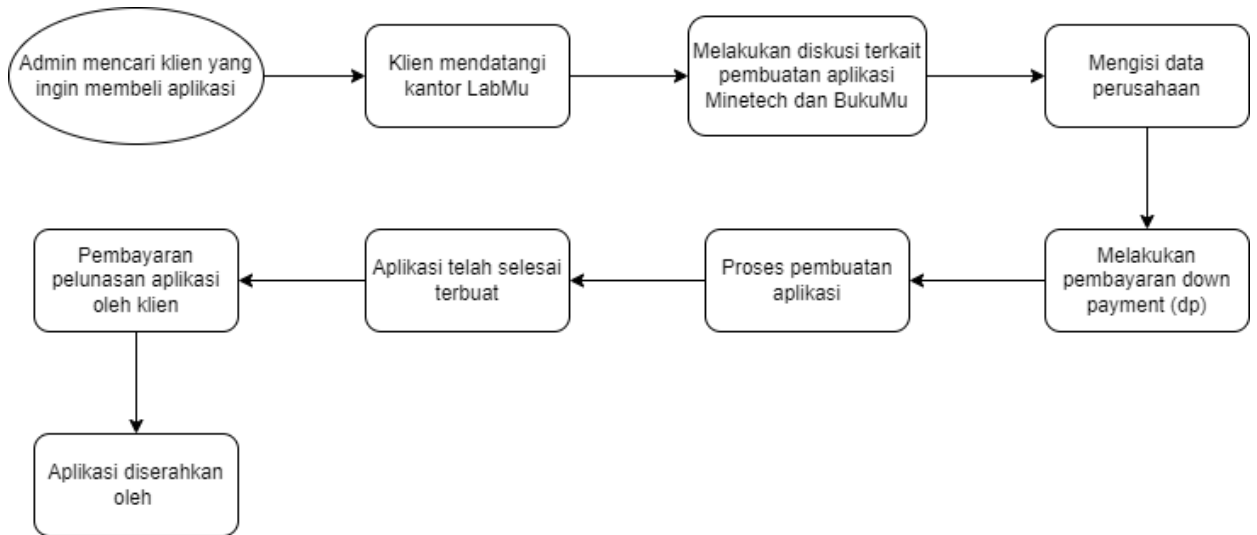 Admin mencari klien yang
ingin membeli aplikasi
Klien mendatangi
kantor LabMu
Melakukan diskusi terkait
pembuatan aplikasi
Minetech dan BukuMu
Mengisi data
perusahaan
Melakukan
pembayaran down
payment (dp)
Proses pembuatan
aplikasi
Aplikasi telah selesai
terbuat
Pembayaran
pelunasan aplikasi
oleh klien
Aplikasi diserahkan
oleh